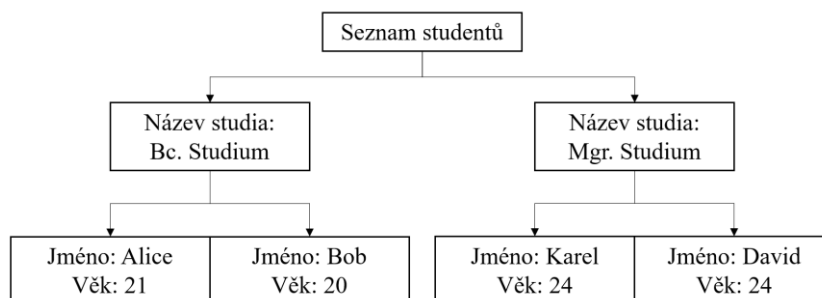 Seznam studentů
Název studia:
Bc. Studium
Název studia:
Mgr. Studium
Jméno: Alice
Věk: 21
Jméno: Bob
Věk: 20
Jméno: Karel
Věk: 24
Jméno: David
Věk: 24